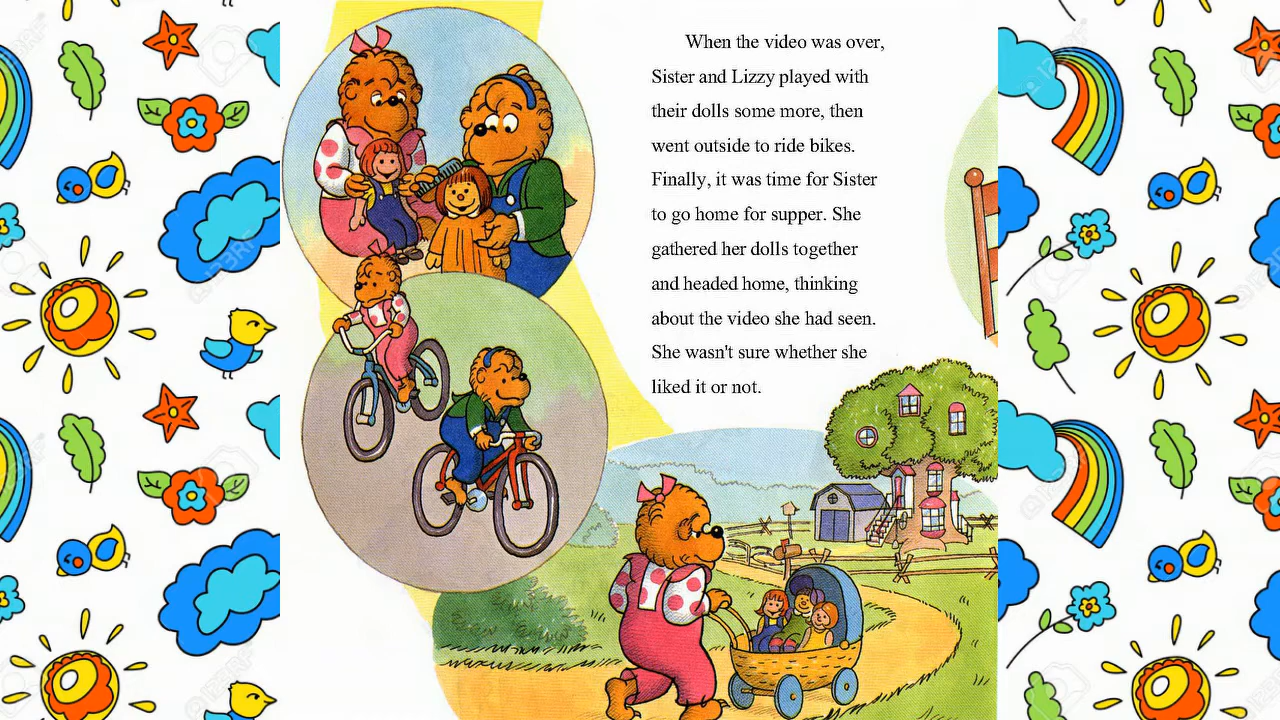 When the video was over,
Sister and Lizzy played with
their dolls some more, then
went outside to ride bikes.
Finally, it was time for Sister
to go home for supper. She
gathered her dolls together
and headed home, thinking
about the video she had seen.
She wasn't sure whether she
liked it or not.